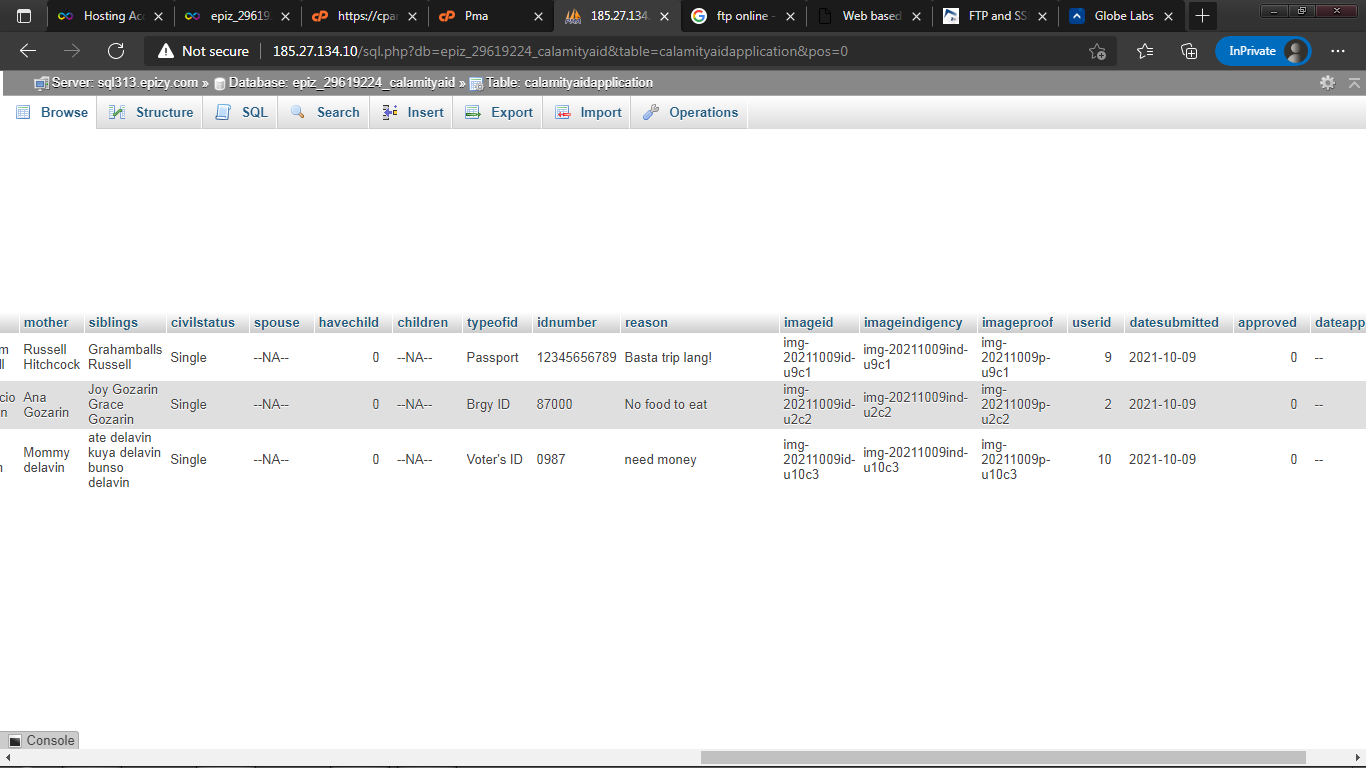 Hosting Acc
epiz_29619
https://cpan
Pma
185.27.134.
ftp online -
Web based
FTP and SS
Globe Labs
Not secure
185.27.134.10/sql.php?db=epiz_29619224_calamityaid&table=calamityaidapplication&pos=0
InPrivate
Server: sql313.epizy.com » Database: epiz_29619224_calamityaid » Table: calamityaidapplication
Browse Structure SQL Search Insert Export Import Operations
mother siblings civilstatus spouse havechild children typeofid idnumber reason imageid imageindigency imageproof userid datesubmitted approved dateapp
m
ll
Russell
Hitchcock
Grahamballs
Russell
Single
--NA--
0
--NA--
Passport
12345656789
Basta trip lang!
img-
20211009id-
u9c1
img-20211009ind-
u9c1
img-
20211009p-
u9c1
9
2021-10-09
0
--
cio
n
Ana
Gozarin
Joy Gozarin
Grace
Gozarin
Single
--NA--
0
--NA--
Brgy ID
87000
No food to eat
img-
20211009id-
u2c2
img-20211009ind-
u2c2
img-
20211009p-
u2c2
2
2021-10-09
0
--
n
Mommy
delavin
ate delavin
kuya delavin
bunso
delavin
Single
--NA--
0
--NA--
Voter's ID
0987
need money
img-
20211009id-
u10c3
img-20211009ind-
u10c3
img-
20211009p-
u10c3
10
2021-10-09
0
--
Console